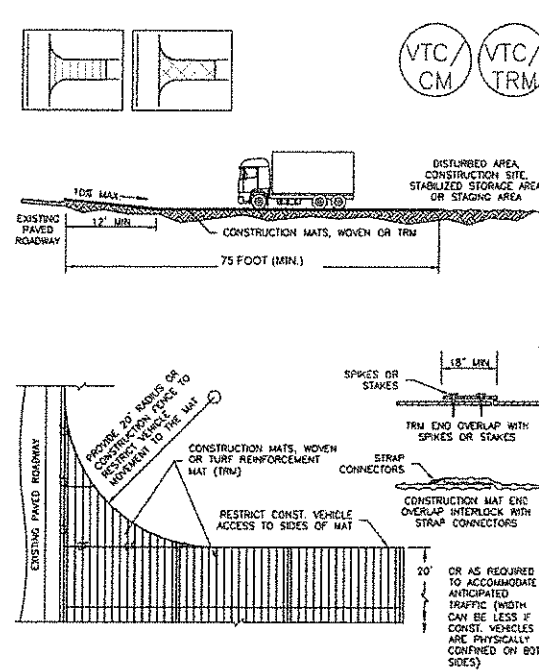 VTC/
CM
VTC/
TRM
10% MAX
EXISTING
PAVED
ROADWAY
12' MIN
CONSTRUCTION MATS, WOVEN OR TRM
75 FOOT (MIN.)
DISTURBED AREA,
CONSTRUCTION SITE,
STABILIZED STORAGE AREA
OR STAGING AREA
PROVIDE 20' RADIUS OR
CONSTRUCTION FENCE TO
RESTRICT VEHICLE
MOVEMENT TO THE MAT
EXISTING PAVED ROADWAY
CONSTRUCTION MATS, WOVEN
OR TURF REINFORCEMENT
MAT (TRM)
RESTRICT CONST. VEHICLE
ACCESS TO SIDES OF MAT
18" MIN
SPIKES OR
STAKES
TRM END OVERLAP WITH
SPIKES OR STAKES
STRAP
CONNECTORS
CONSTRUCTION MAT END
OVERLAP INTERLOCK WITH
STRAP CONNECTORS
20'
OR AS REQUIRED
TO ACCOMMODATE
ANTICIPATED
TRAFFIC (WIDTH
CAN BE LESS IF
CONST. VEHICLES
ARE PHYSICALLY
CONFINED ON BOT
SIDES)